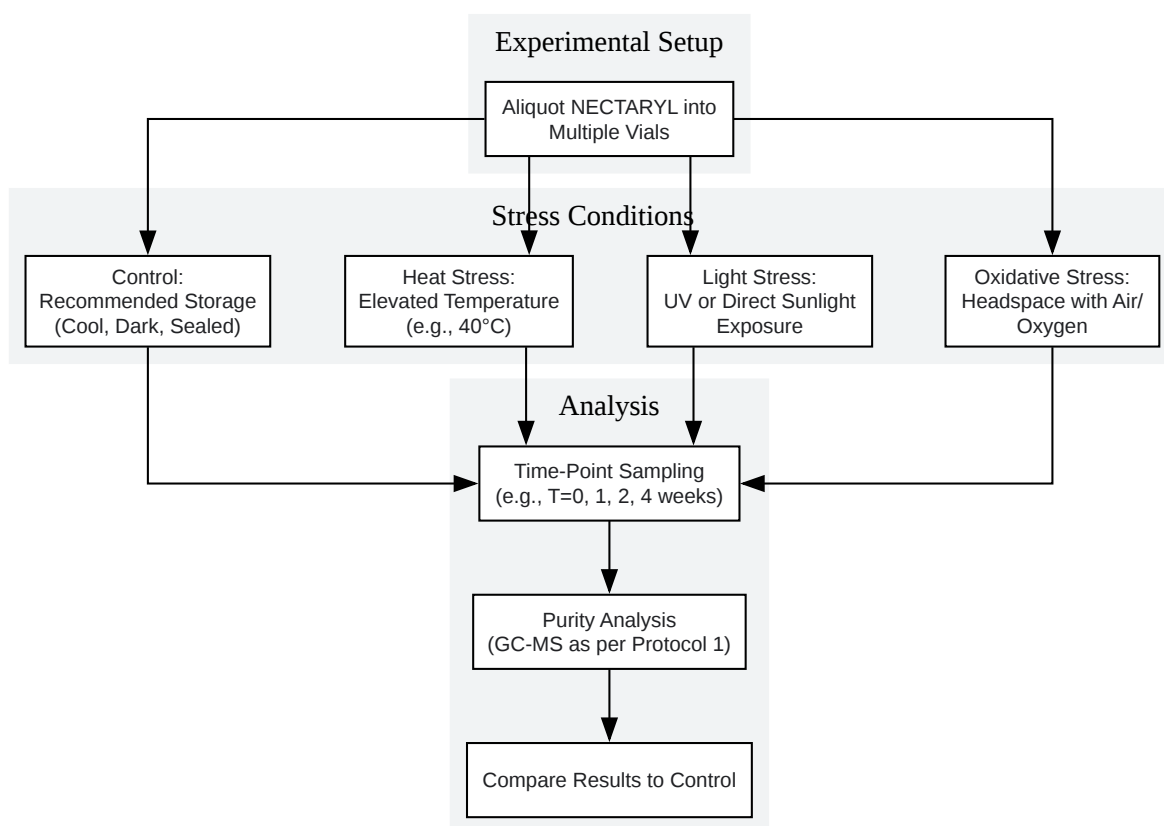 Experimental Setup
Aliquot NECTARYL into
Multiple Vials
Stress Conditions
Control:
Recommended Storage
(Cool, Dark, Sealed)
Heat Stress:
Elevated Temperature
(e.g., 40°C)
Light Stress:
UV or Direct Sunlight
Exposure
Oxidative Stress:
Headspace with Air/
Oxygen
Analysis
Time-Point Sampling
(e.g., T=0, 1, 2, 4 weeks)
Purity Analysis
(GC-MS as per Protocol 1)
Compare Results to Control